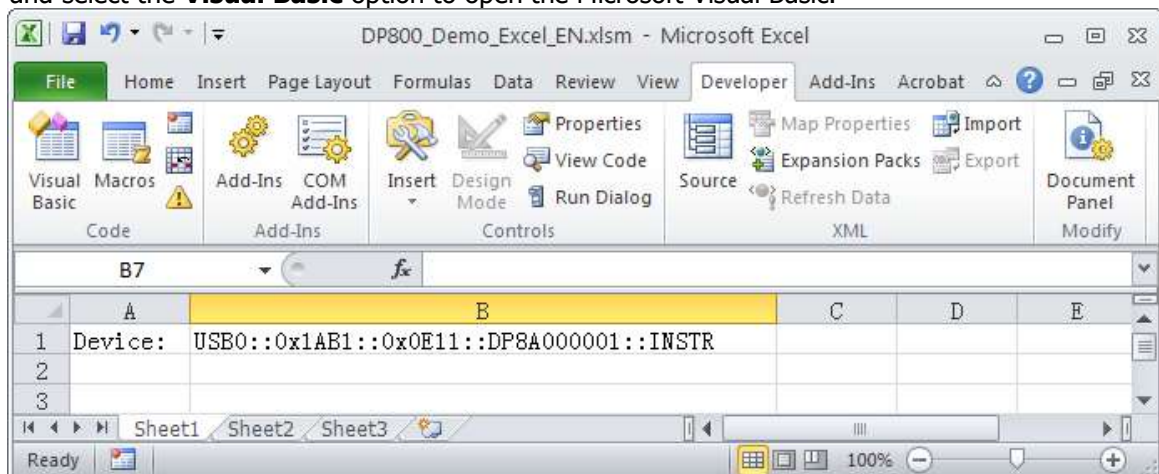 and select the Visual Basic option to open the Microsoft Visual Basic.
DP800_Demo_Excel_EN.xlsm - Microsoft Excel
File Home Insert Page Layout Formulas Data Review View Developer Add-Ins Acrobat
Visual Basic
Macros
Code
Add-Ins
COM Add-Ins
Add-Ins
Insert
Design Mode
Properties
View Code
Run Dialog
Controls
Source
Map Properties
Expansion Packs
Refresh Data
Import
Export
XML
Document Panel
Modify
B7 fx
A B C D E
1 Device: USB0::0x1AB1::0x0E11::DP8A000001::INSTR
2
3
Sheet1 Sheet2 Sheet3
Ready 100%